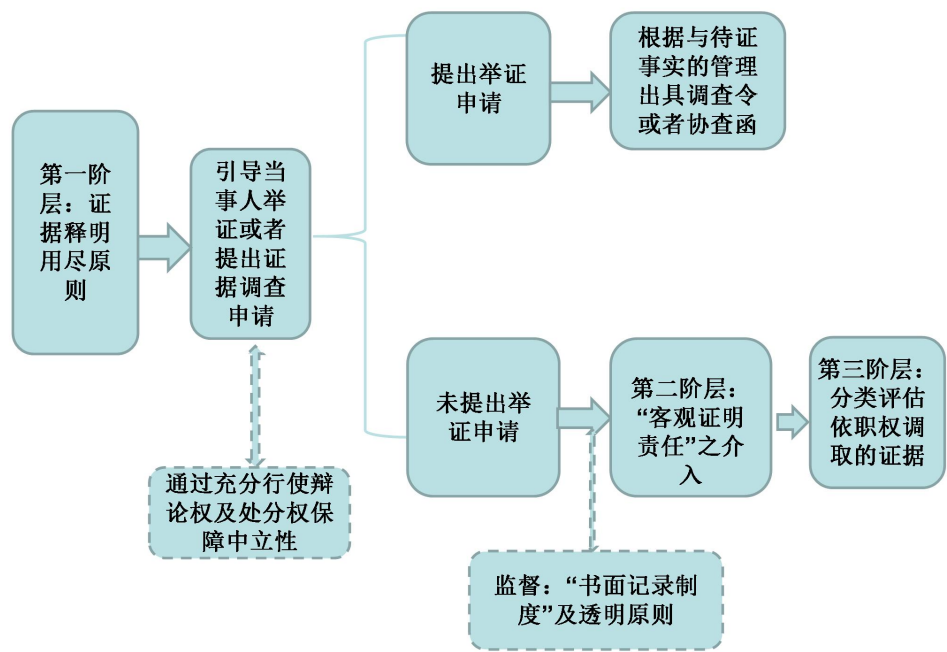 第一阶
层：证
据释明
用尽原
则
引导当
事人举
证或者
提出证
据调查
申请
通过充分行使辩
论权及处分权保
障中立性
提出举证
申请
根据与待证
事实的管理
出具调查令
或者协查函
未提出举
证申请
第二阶层：
“客观证明
责任”之介
入
第三阶层：
分类评估
依职权调
取的证据
监督：“书面记录制
度”及透明原则